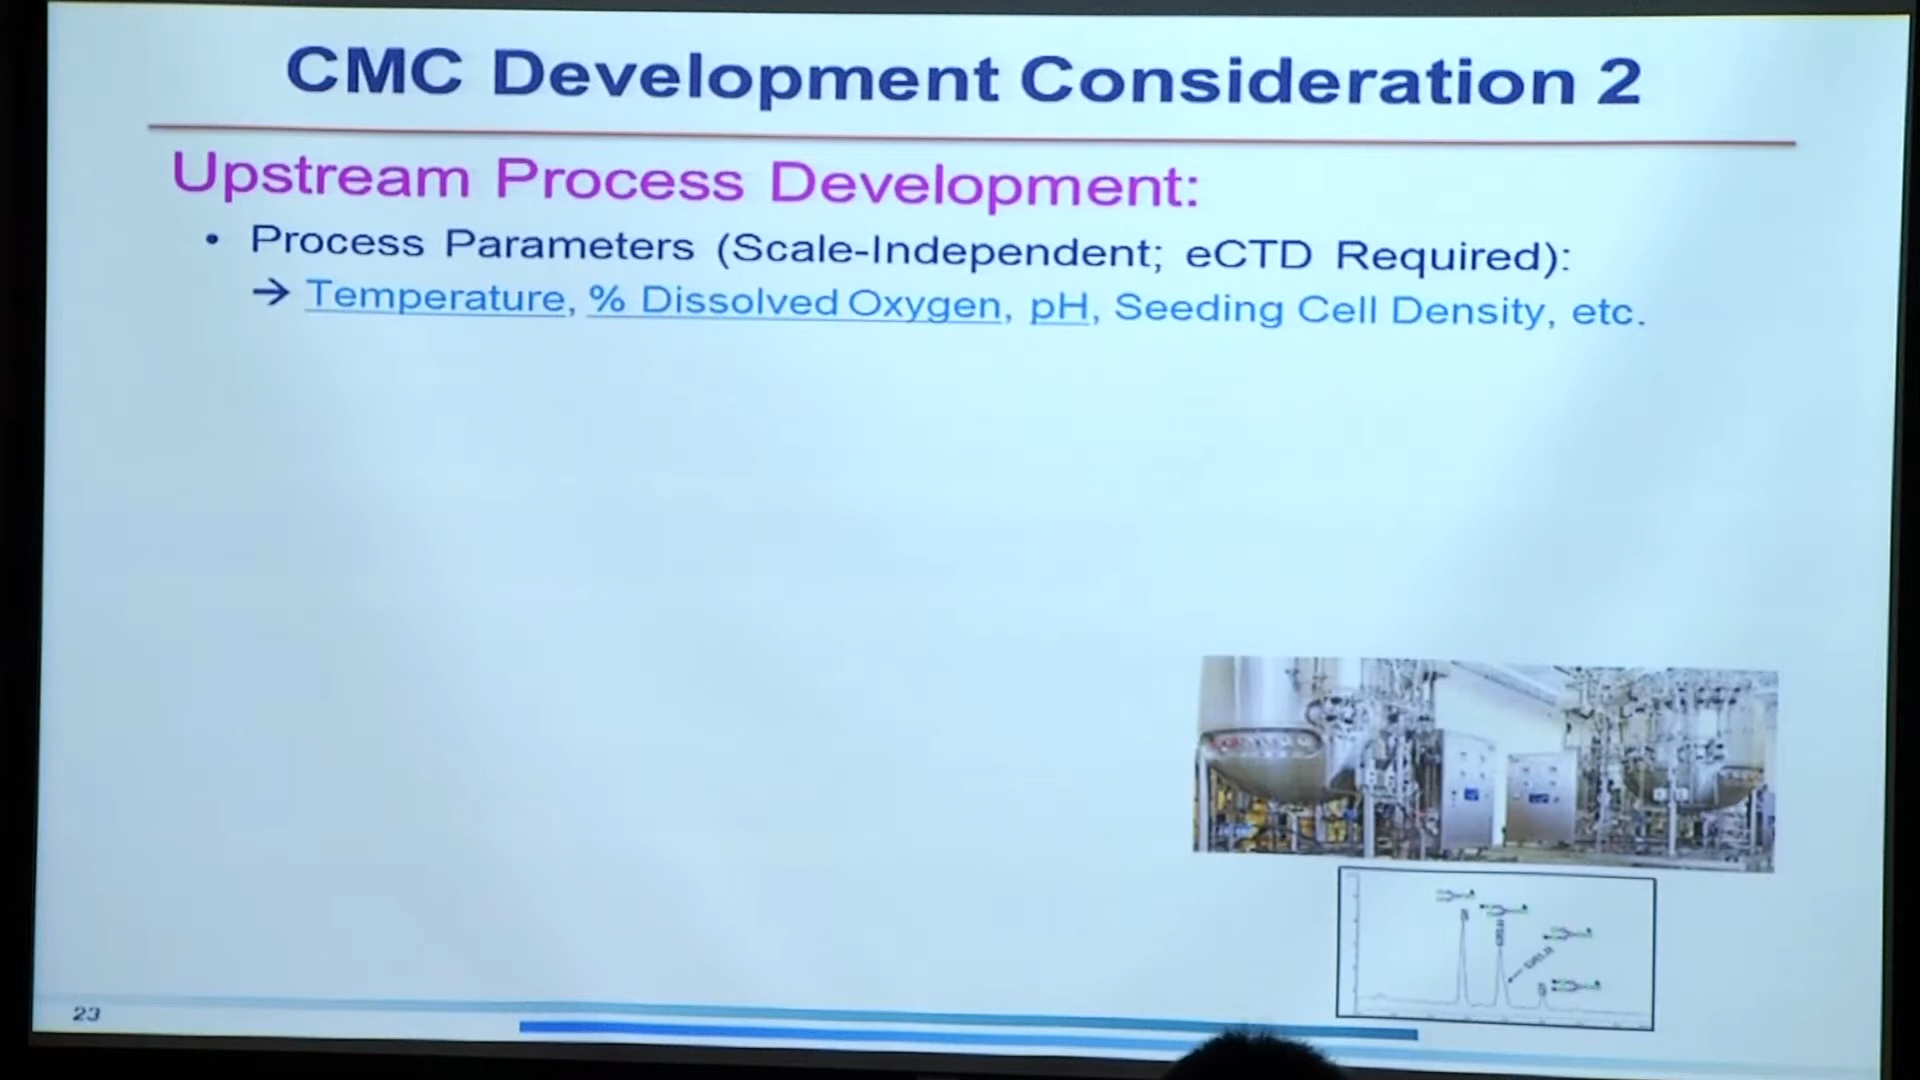 CMC Development Consideration 2
Upstream Process Development:
• Process Parameters (Scale-Independent; eCTD Required):
→ Temperature, % Dissolved Oxygen, pH, Seeding Cell Density, etc.
23